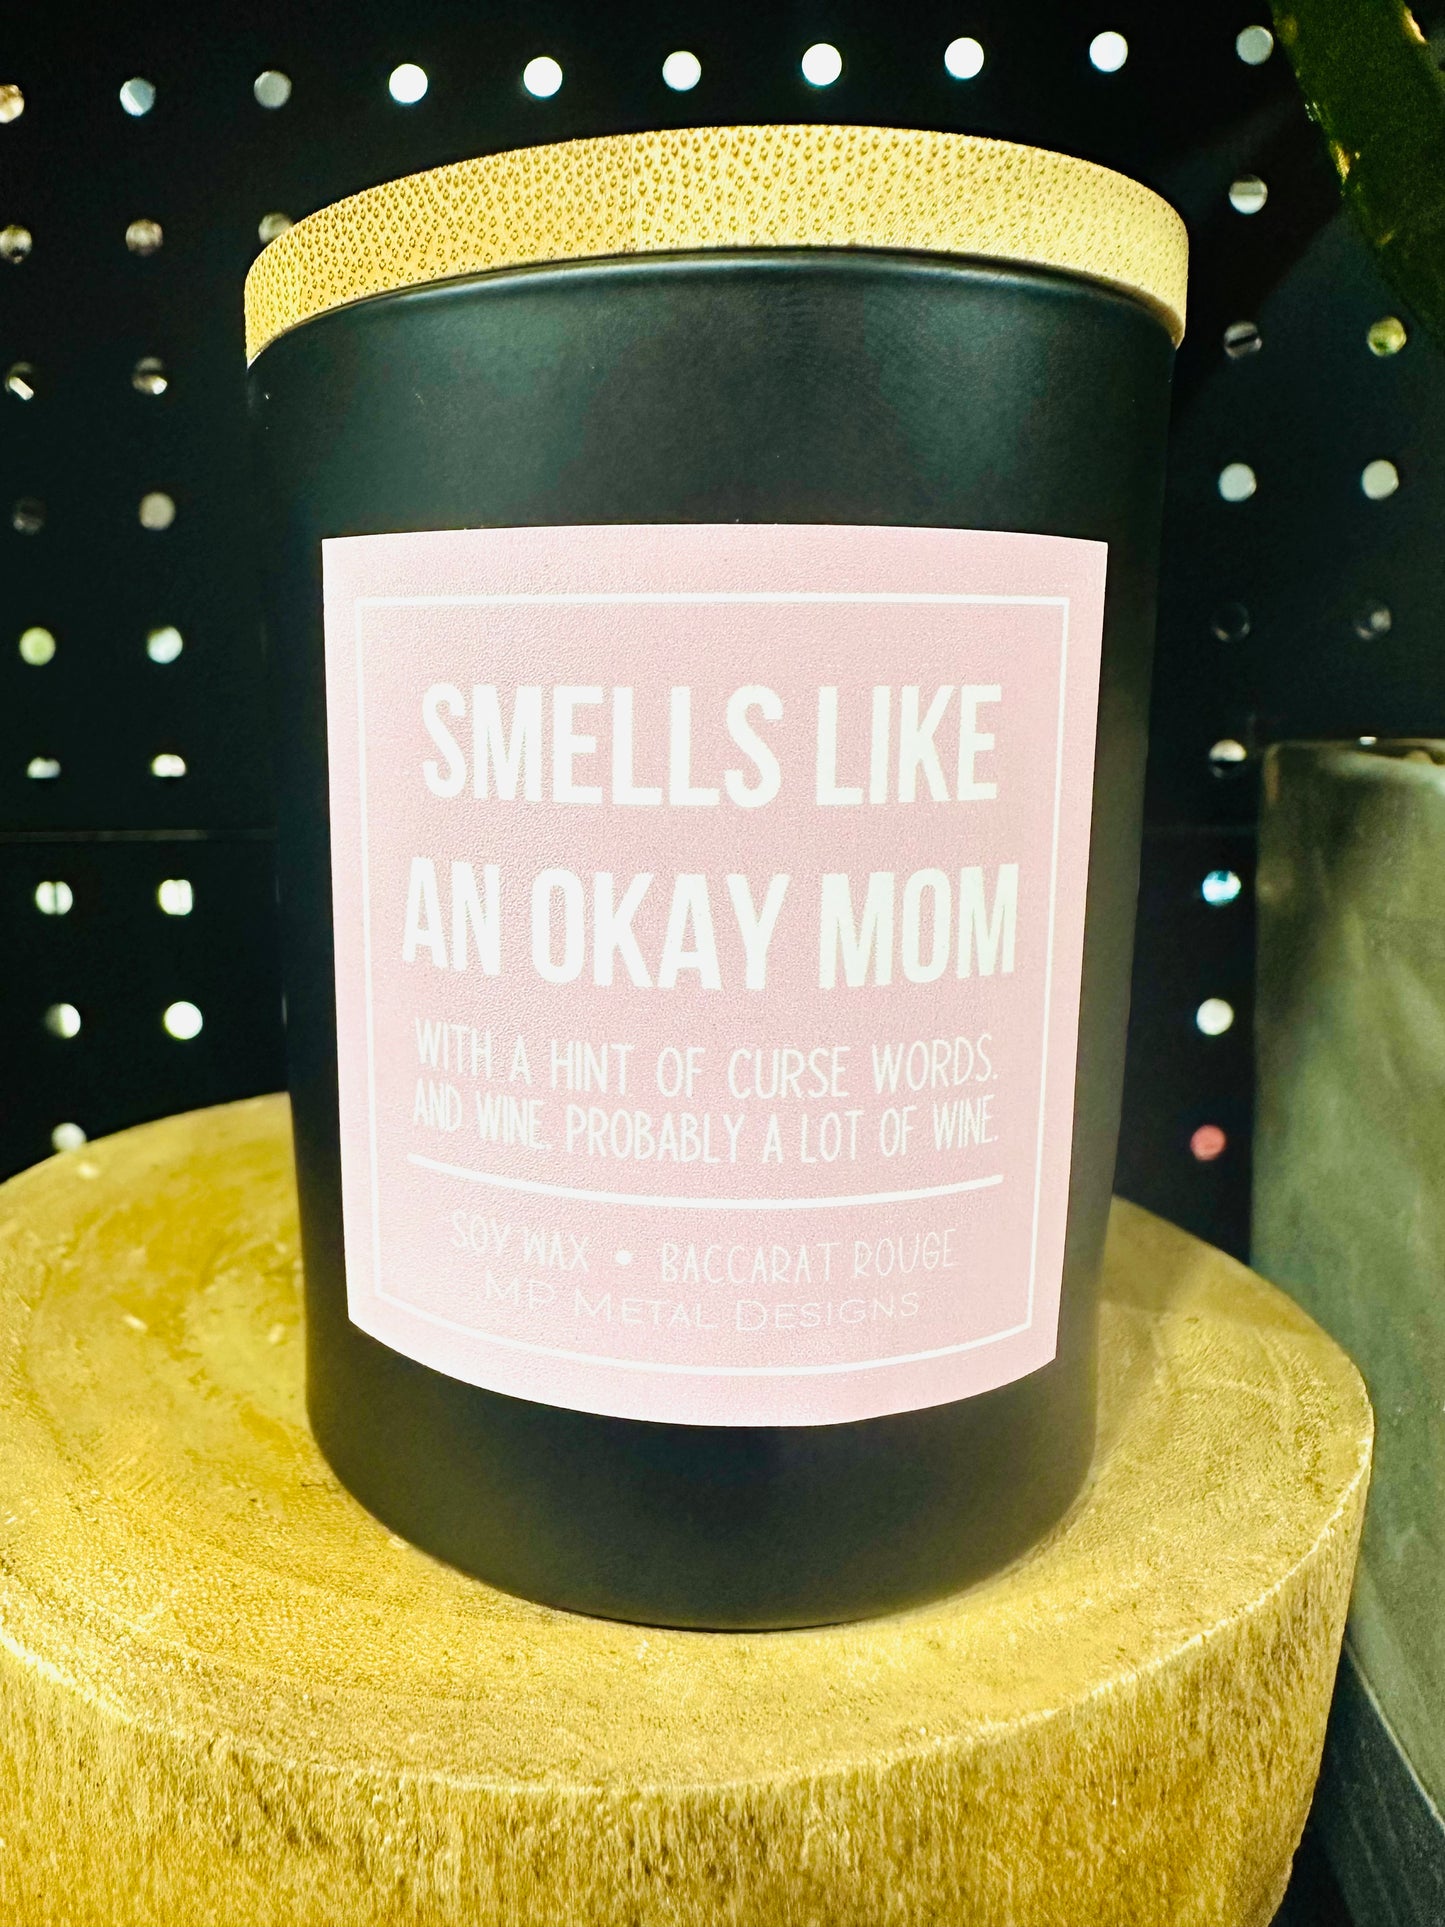 SMELLS LIKE
AN OKAY MOM
WITH A HINT OF CURSE WORDS.
AND WINE. PROBABLY A LOT OF WINE.
SOY WAX • BACCARAT ROUGE
MP METAL DESIGNS